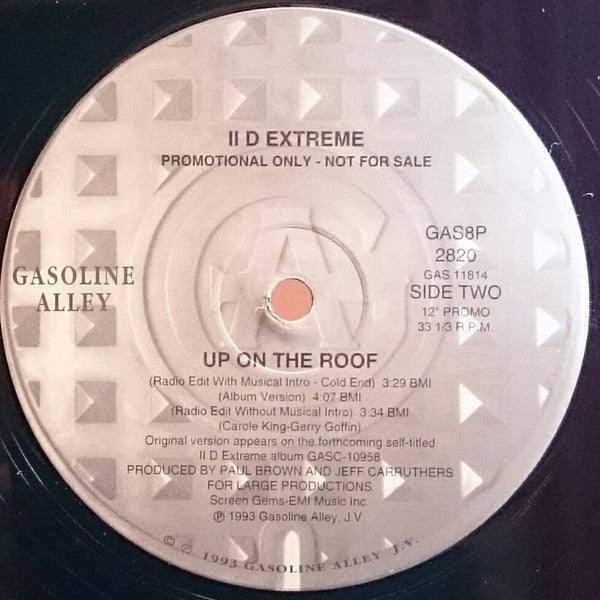 II D EXTREME
PROMOTIONAL ONLY - NOT FOR SALE
GASOLINE
ALLEY
GAS8P
2820
GAS 11814
SIDE TWO
12" PROMO
33 1/3 R.P.M.
UP ON THE ROOF
(Radio Edit With Musical Intro - Cold End) 3:29 BMI
(Album Version) 4:07 BMI
(Radio Edit Without Musical Intro) 3:34 BMI
(Carole King-Gerry Goffin)
Original version appears on the forthcoming self-titled
II D Extreme album GASC-10958
PRODUCED BY PAUL BROWN AND JEFF CARRUTHERS
FOR LARGE PRODUCTIONS
Screen Gems-EMI Music Inc.
℗ 1993 Gasoline Alley, J.V
℗ © 1993 GASOLINE ALLEY J.V.